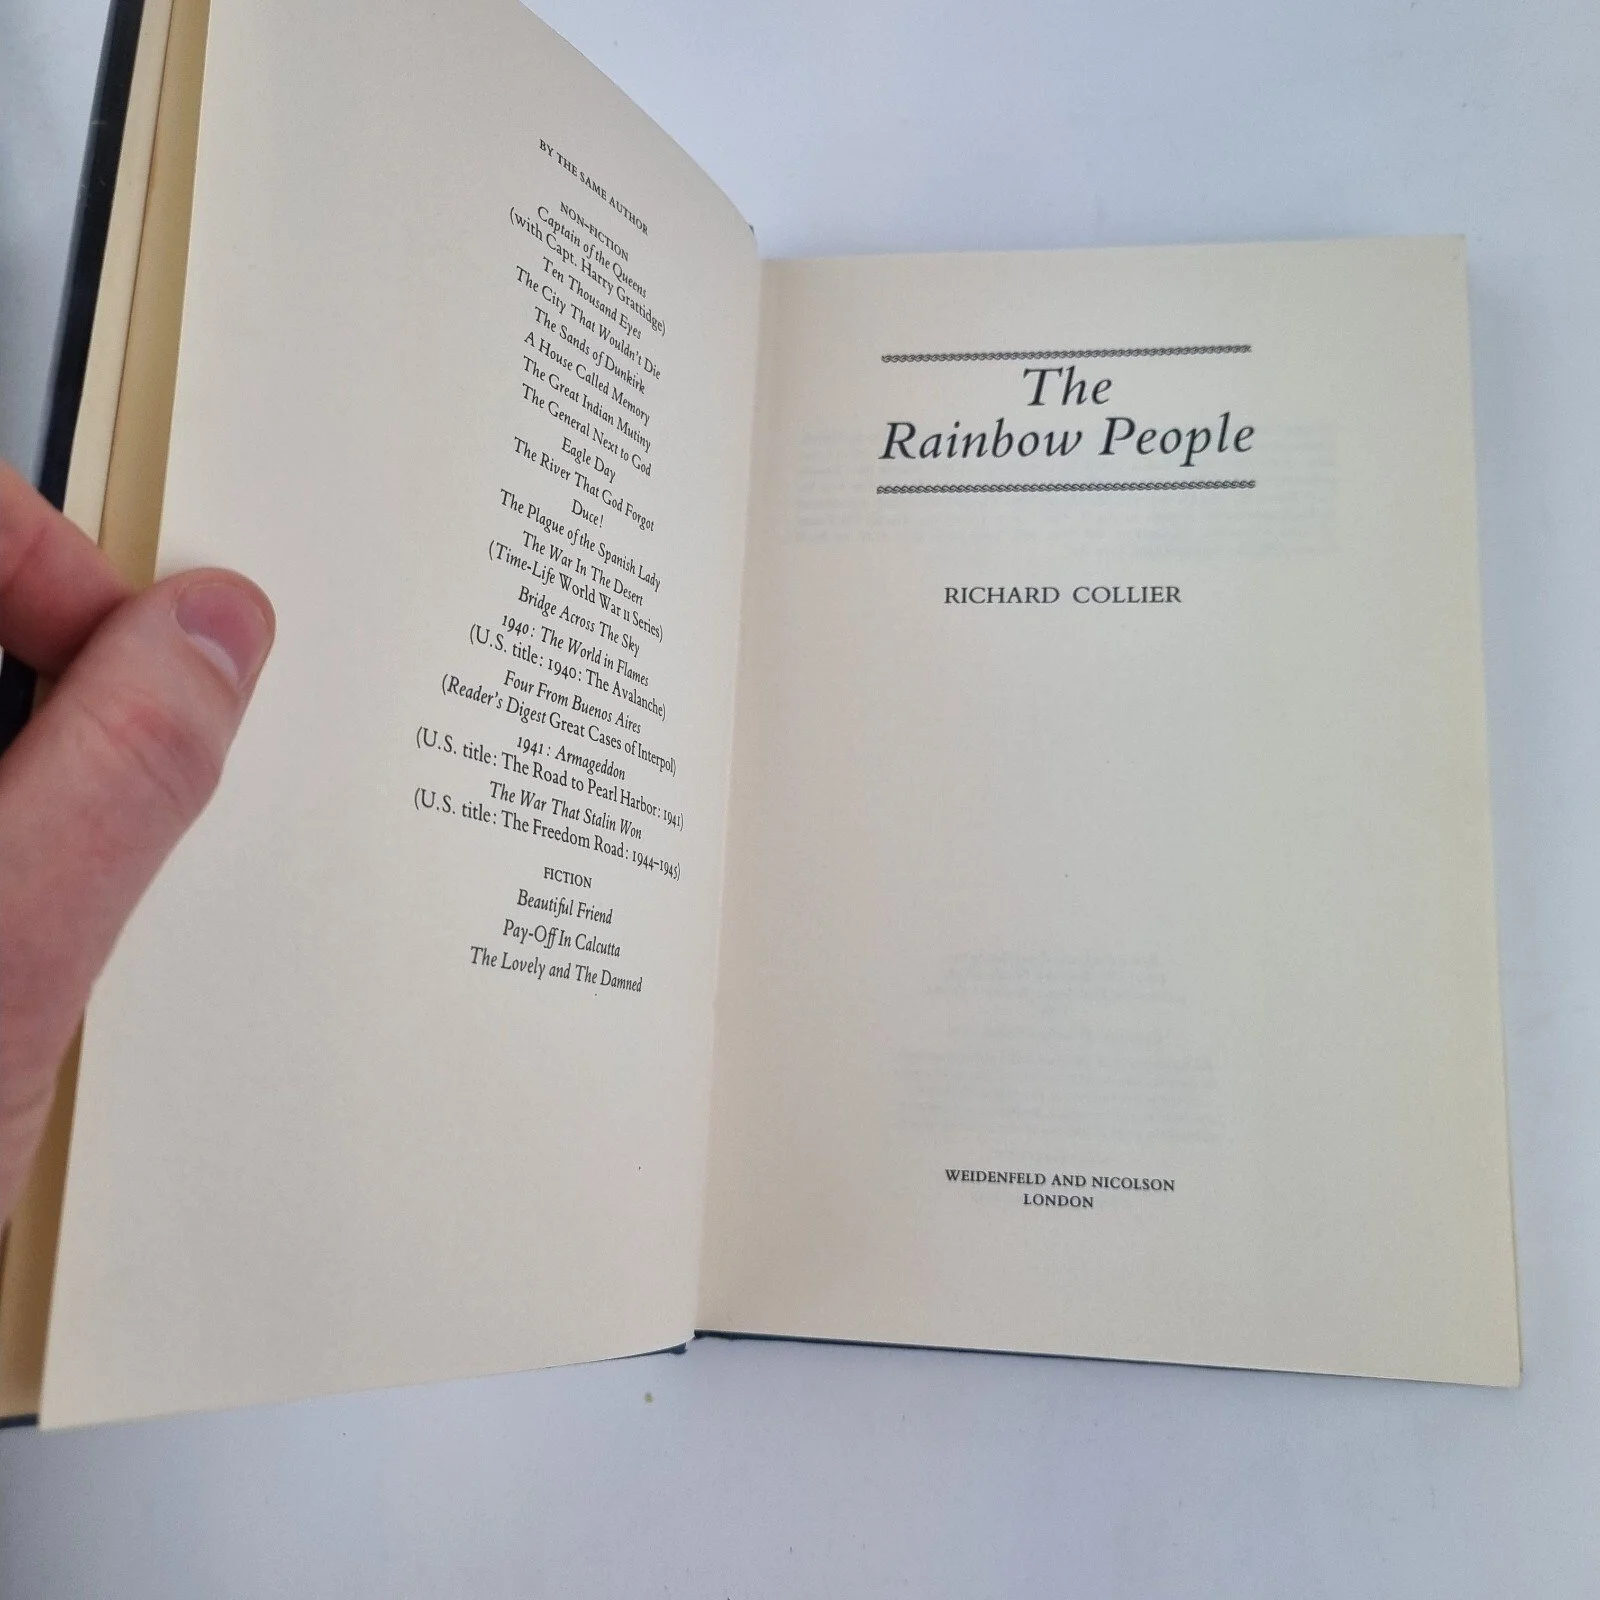 BY THE SAME AUTHOR
NON-FICTION
Captain of the Queens
(with Capt. Harry Grattidge)
Ten Thousand Eyes
The City That Wouldn't Die
The Sands of Dunkirk
A House Called Memory
The Great Indian Mutiny
The General Next to God
Eagle Day
The River That God Forgot
Duce!
The Plague of the Spanish Lady
The War In The Desert
(Time-Life World War II Series)
Bridge Across The Sky
1940: The World in Flames
(U.S. title: 1940: The Avalanche)
Four From Buenos Aires
(Reader's Digest Great Cases of Interpol)
1941: Armageddon
(U.S. title: The Road to Pearl Harbor: 1941)
The War That Stalin Won
(U.S. title: The Freedom Road: 1944–1945)
FICTION
Beautiful Friend
Pay-Off In Calcutta
The Lovely and The Damned
The
Rainbow People
RICHARD COLLIER
WEIDENFELD AND NICOLSON
LONDON